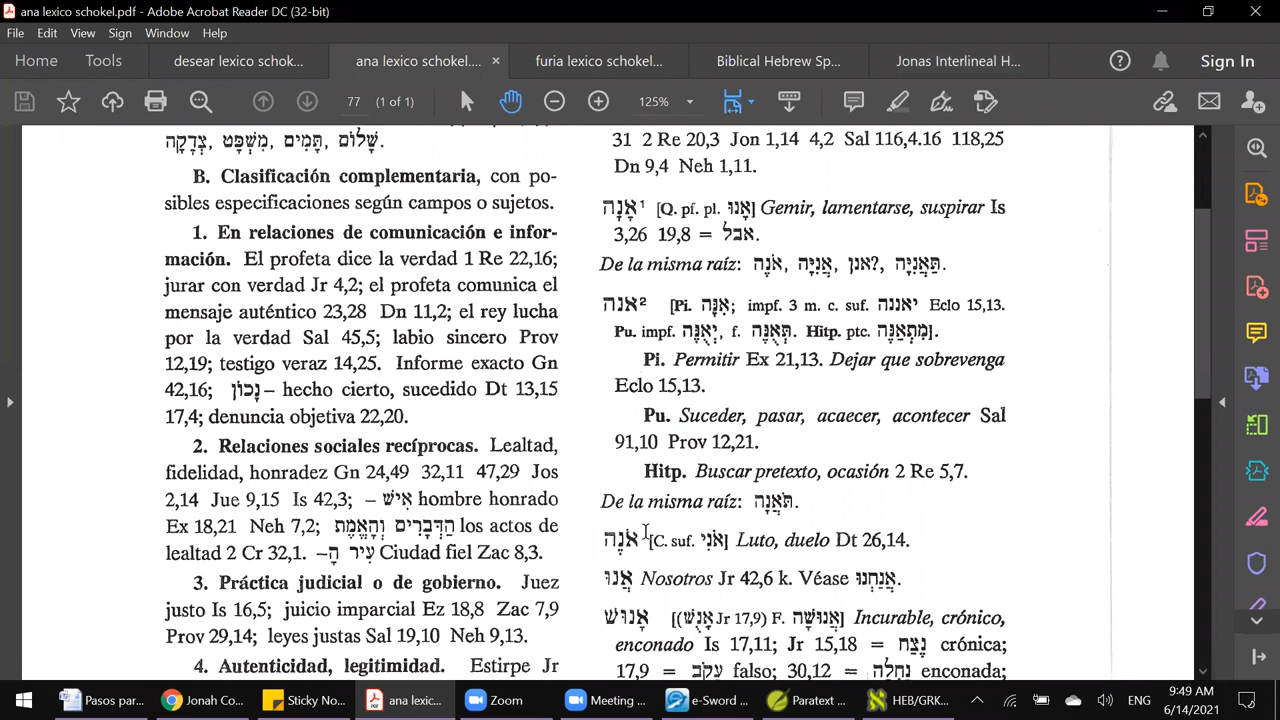 ana lexico schokel.pdf - Adobe Acrobat Reader DC (32-bit)
File Edit View Sign Window Help
Home Tools desear lexico schok... ana lexico schokel.... × furia lexico schokel... Biblical Hebrew Sp... Jonas Interlineal H... Sign In
77 (1 of 1) 125%
שָׁלוֹם, תָּמִים, מִשְׁפָּט, צְדָקָה.
B. Clasificación complementaria, con po-
sibles especificaciones según campos o sujetos.
1. En relaciones de comunicación e infor-
mación. El profeta dice la verdad 1 Re 22,16;
jurar con verdad Jr 4,2; el profeta comunica el
mensaje auténtico 23,28 Dn 11,2; el rey lucha
por la verdad Sal 45,5; labio sincero Prov
12,19; testigo veraz 14,25. Informe exacto Gn
42,16; נָכוֹן – hecho cierto, sucedido Dt 13,15
17,4; denuncia objetiva 22,20.
2. Relaciones sociales recíprocas. Lealtad,
fidelidad, honradez Gn 24,49 32,11 47,29 Jos
2,14 Jue 9,15 Is 42,3; – אִישׁ hombre honrado
Ex 18,21 Neh 7,2; הַדְּבָרִים וְהָאֱמֶת los actos de
lealtad 2 Cr 32,1. עִיר הָ– Ciudad fiel Zac 8,3.
3. Práctica judicial o de gobierno. Juez
justo Is 16,5; juicio imparcial Ez 18,8 Zac 7,9
Prov 29,14; leyes justas Sal 19,10 Neh 9,13.
4. Autenticidad, legitimidad. Estirpe Jr
31 2 Re 20,3 Jon 1,14 4,2 Sal 116,4.16 118,25
Dn 9,4 Neh 1,11.
אָנָה¹ [Q. pf. pl. אָנוּ] Gemir, lamentarse, suspirar Is
3,26 19,8 = אבל.
De la misma raíz: תַּאֲנִיָּה, אנן?, אֲנִיָּה, אֹנֶה.
אנה² [Pi. אִנָּה; impf. 3 m. c. suf. יאננה Eclo 15,13.
Pu. impf. יְאֻנֶּה, f. תְּאֻנֶּה. Hitp. ptc. מִתְאַנֶּה].
Pi. Permitir Ex 21,13. Dejar que sobrevenga
Eclo 15,13.
Pu. Suceder, pasar, acaecer, acontecer Sal
91,10 Prov 12,21.
Hitp. Buscar pretexto, ocasión 2 Re 5,7.
De la misma raíz: תֹּאֲנָה.
אֹנֶה [C. suf. אֹנִי] Luto, duelo Dt 26,14.
אֲנוּ Nosotros Jr 42,6 k. Véase אֲנַחְנוּ.
אָנוּשׁ [(אָנֻשׁ Jr 17,9) F. אֲנוּשָׁה] Incurable, crónico,
enconado Is 17,11; Jr 15,18 = נֶצַח crónica;
17,9 = עָקֹב falso; 30,12 = נחלה enconada;
Pasos par... Jonah Co... Sticky No... ana lexic... Zoom Meeting ... e-Sword ... Paratext ... HEB/GRK... ENG 9:49 AM
6/14/2021